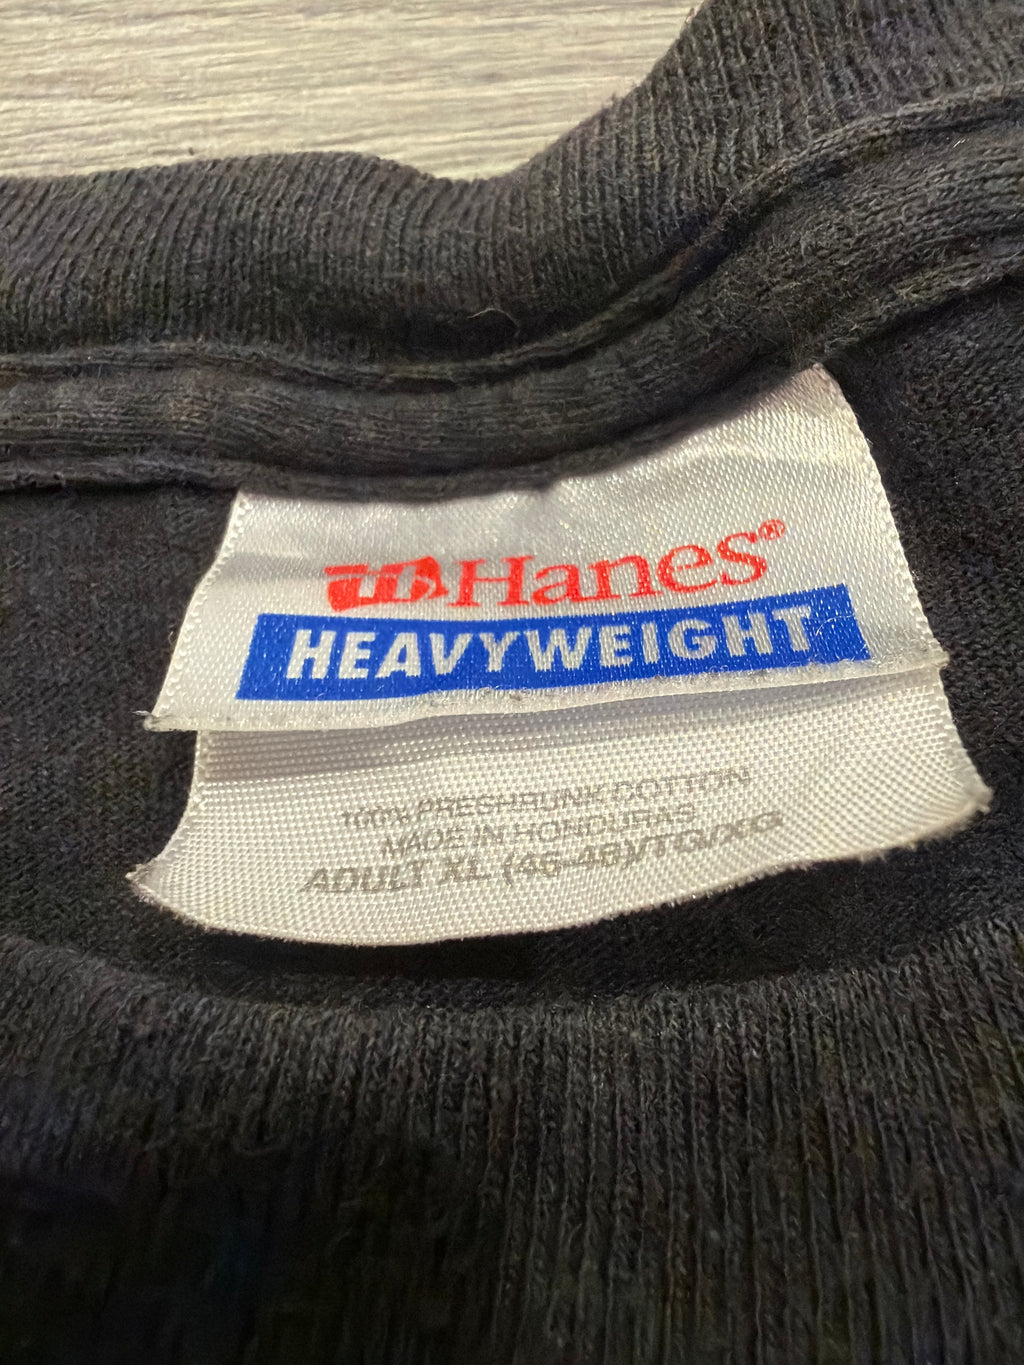 Hanes®
HEAVYWEIGHT
100% PRESHRUNK COTTON
MADE IN HONDURAS
ADULT XL (46-48)/TG/XG